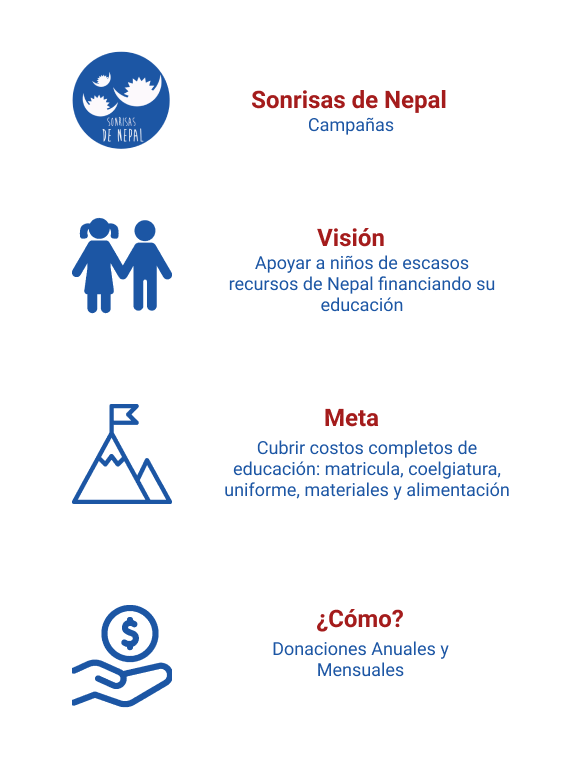 SONRISAS
DE NEPAL
Sonrisas de Nepal
Campañas
Visión
Apoyar a niños de escasos
recursos de Nepal financiando su
educación
Meta
Cubrir costos completos de
educación: matricula, coelgiatura,
uniforme, materiales y alimentación
$
¿Cómo?
Donaciones Anuales y
Mensuales